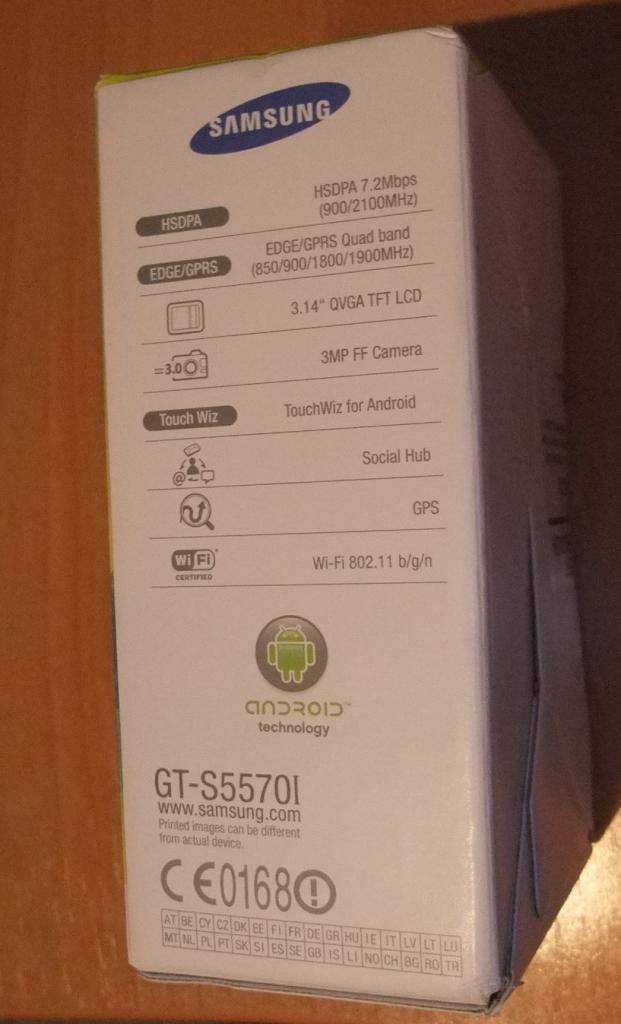 SAMSUNG
HSDPA HSDPA 7.2Mbps
(900/2100MHz)
EDGE/GPRS EDGE/GPRS Quad band
(850/900/1800/1900MHz)
3.14" QVGA TFT LCD
=3.0 3MP FF Camera
Touch Wiz TouchWiz for Android
@ Social Hub
GPS
Wi Fi CERTIFIED Wi-Fi 802.11 b/g/n
ANDROID™
technology
GT-S5570I
www.samsung.com
Printed images can be different
from actual device.
CE0168
AT BE CY CZ DK EE FI FR DE GR HU IE IT LV LT LU
MT NL PL PT SK SI ES SE GB IS LI NO CH BG RO TR